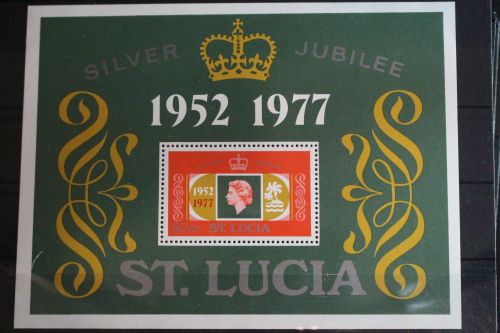 SILVER JUBILEE
1952 1977
1952
1977
ST. LUCIA
ST. LUCIA